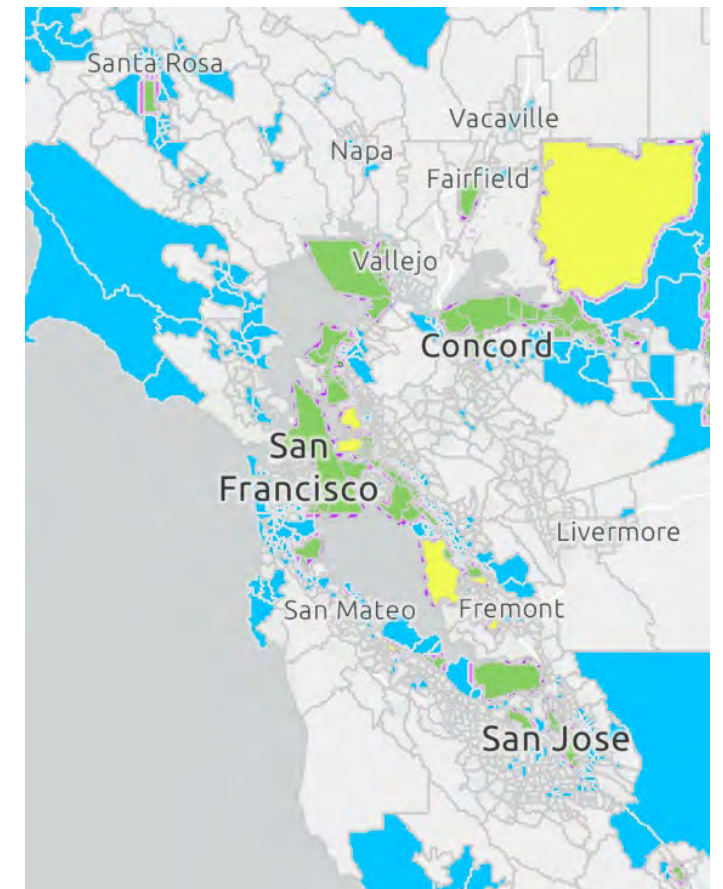 Santa Rosa
Vacaville
Napa
Fairfield
Vallejo
Concord
San
Francisco
Livermore
San Mateo
Fremont
San Jose